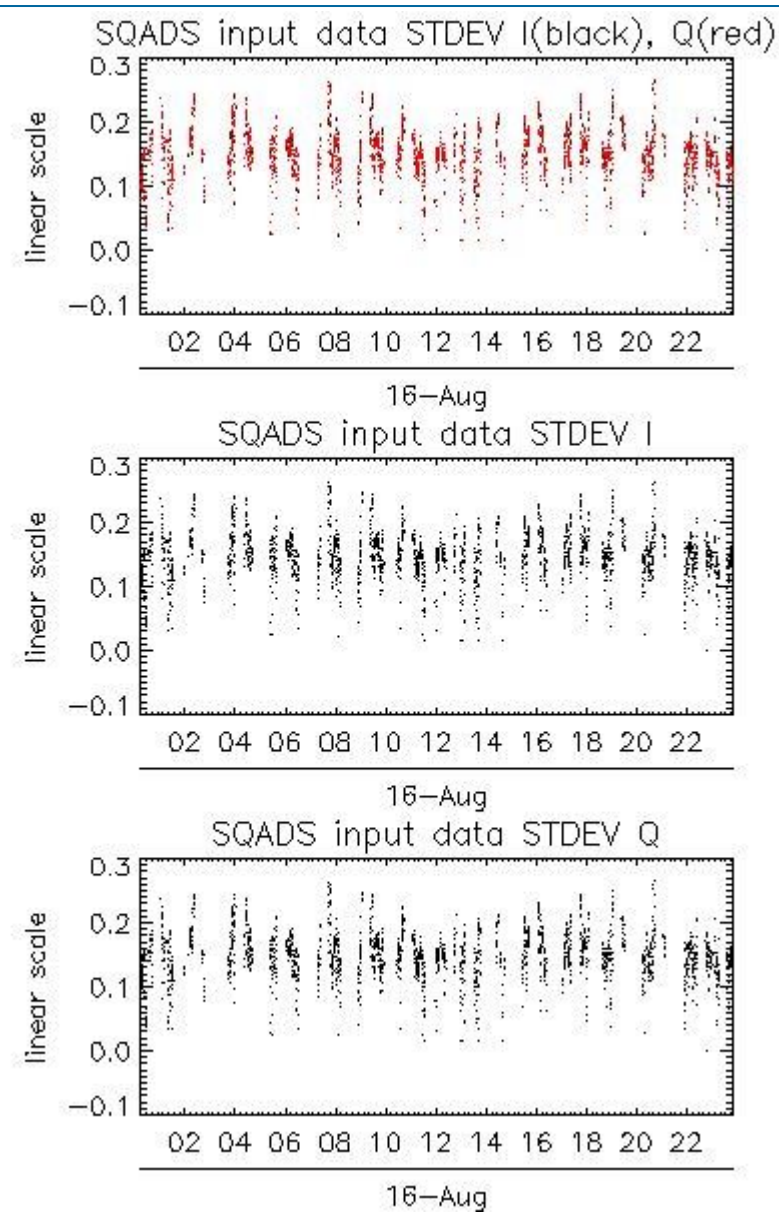 SQADS input data STDEV I(black), Q(red)
0.3
0.2
0.1
0.0
−0.1
linear scale
02 04 06 08 10 12 14 16 18 20 22
16−Aug
SQADS input data STDEV I
0.3
0.2
0.1
0.0
−0.1
linear scale
02 04 06 08 10 12 14 16 18 20 22
16−Aug
SQADS input data STDEV Q
0.3
0.2
0.1
0.0
−0.1
linear scale
02 04 06 08 10 12 14 16 18 20 22
16−Aug